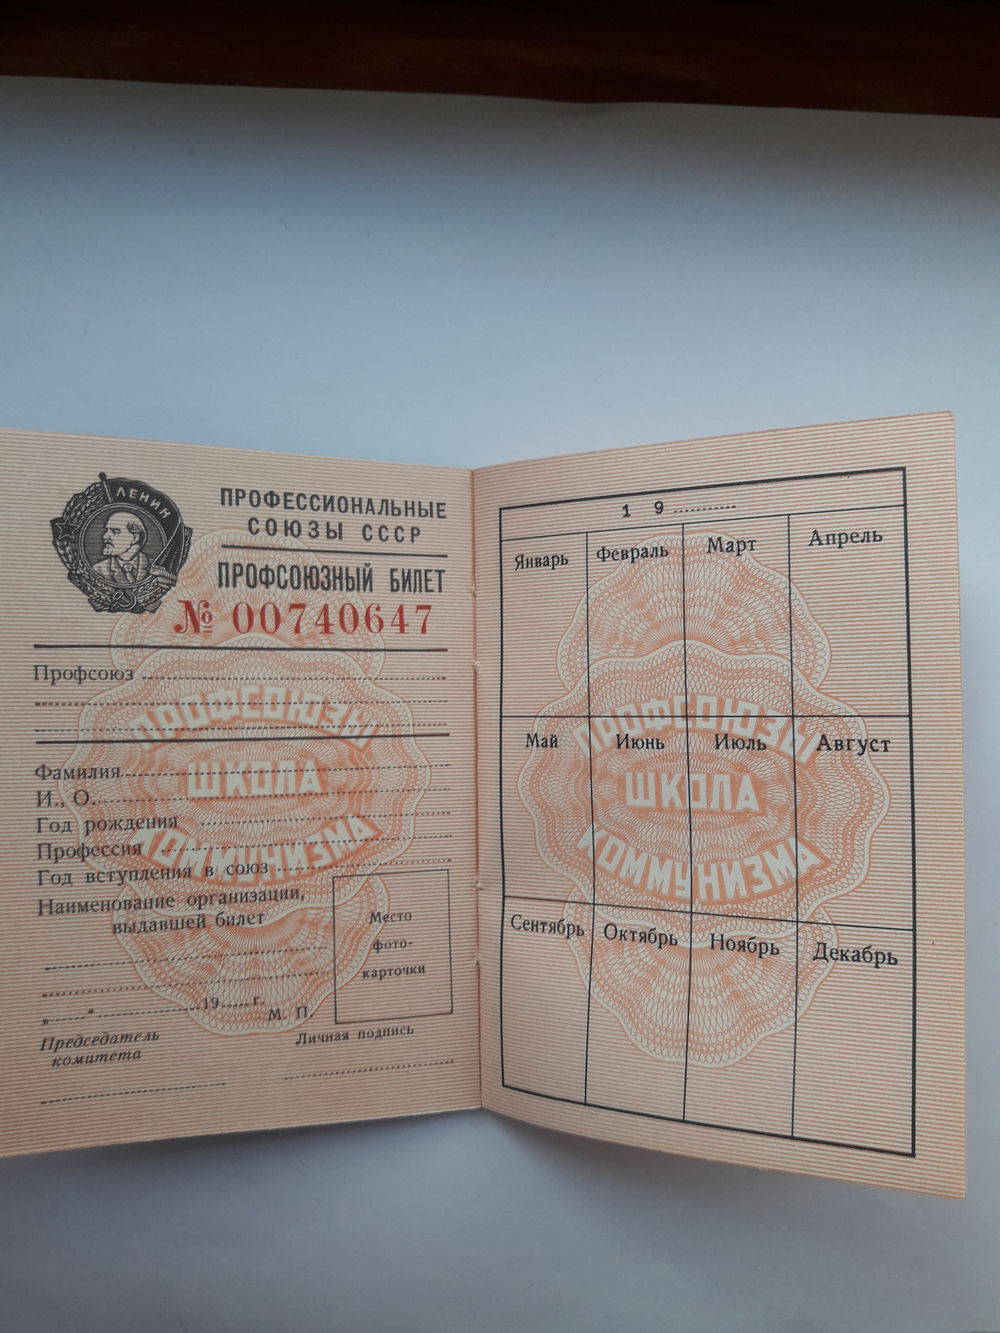 ЛЕНИН
ПРОФЕССИОНАЛЬНЫЕ
СОЮЗЫ СССР
ПРОФСОЮЗНЫЙ БИЛЕТ
№ 00740647
Профсоюз
ПРОФСОЮЗЫ
ШКОЛА
КОММУНИЗМА
Фамилия
И., О.
Год рождения
Профессия
Год вступления в союз
Наименование организации,
выдавшей билет
Место
фото-
карточки
„ “ 19 г.
М. П.
Председатель
комитета
Личная подпись
19
Январь Февраль Март Апрель
ПРОФСОЮЗЫ
Май Июнь Июль Август
ШКОЛА
КОММУНИЗМА
Сентябрь Октябрь Ноябрь Декабрь